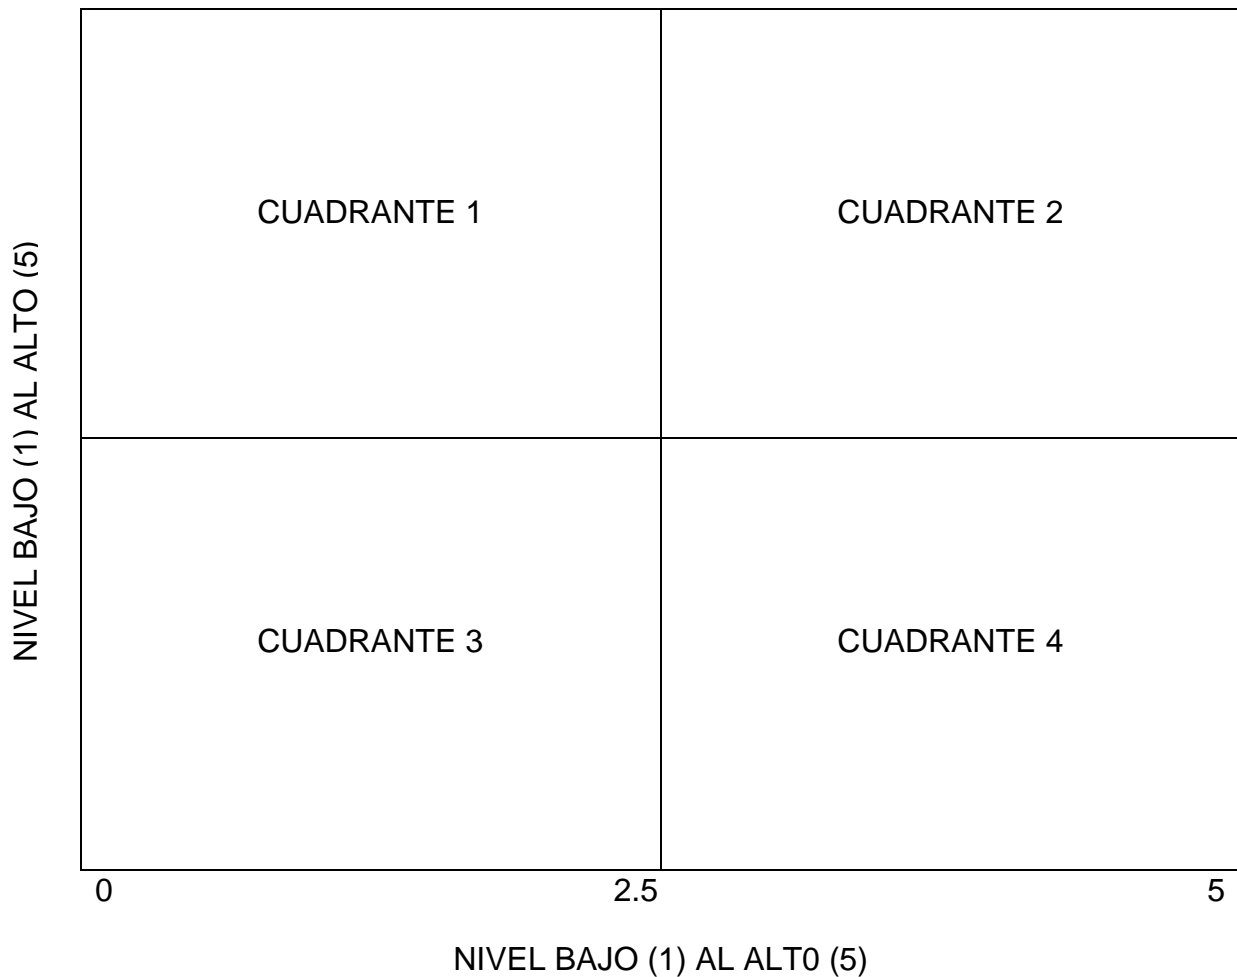 CUADRANTE 1
CUADRANTE 2
NIVEL BAJO (1) AL ALTO (5)
CUADRANTE 3
CUADRANTE 4
0
2.5
5
NIVEL BAJO (1) AL ALT0 (5)